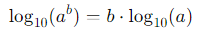 log₁₀(aᵇ) = b · log₁₀(a)